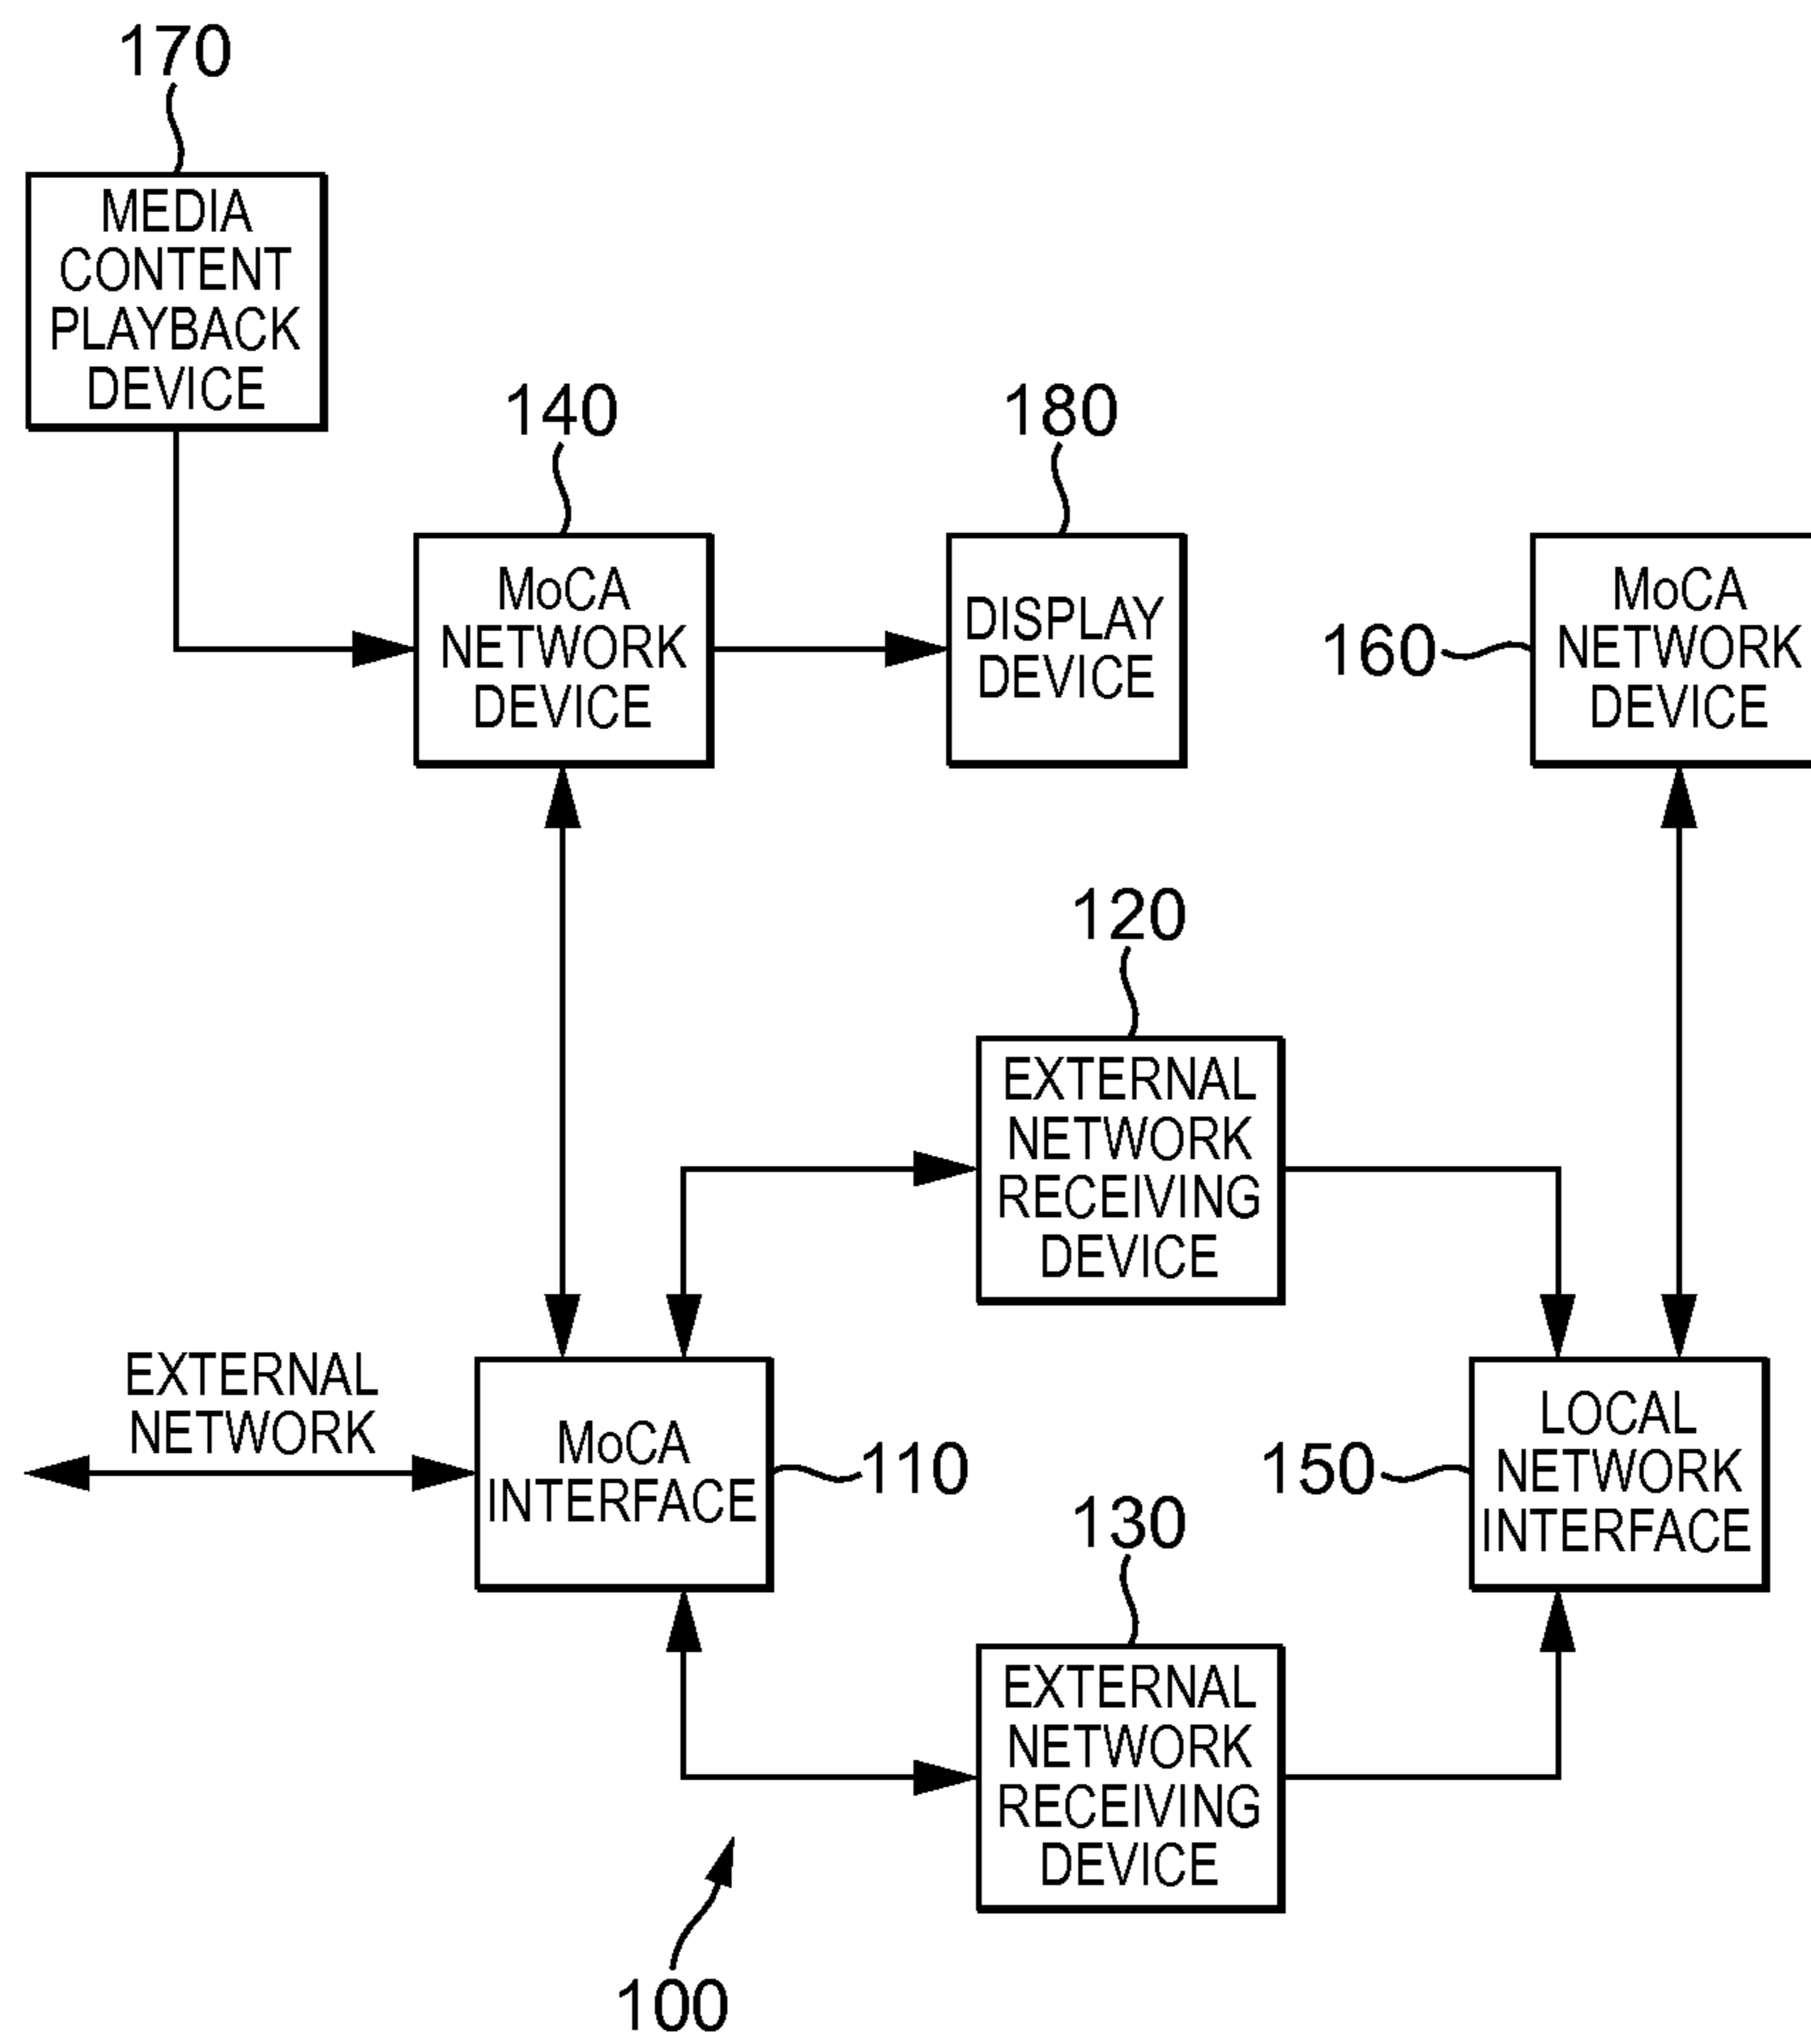 170
MEDIA
CONTENT
PLAYBACK
DEVICE
140
MoCA
NETWORK
DEVICE
180
DISPLAY
DEVICE
160
MoCA
NETWORK
DEVICE
120
EXTERNAL
NETWORK
RECEIVING
DEVICE
EXTERNAL
NETWORK
MoCA
INTERFACE
110
150
LOCAL
NETWORK
INTERFACE
130
EXTERNAL
NETWORK
RECEIVING
DEVICE
100